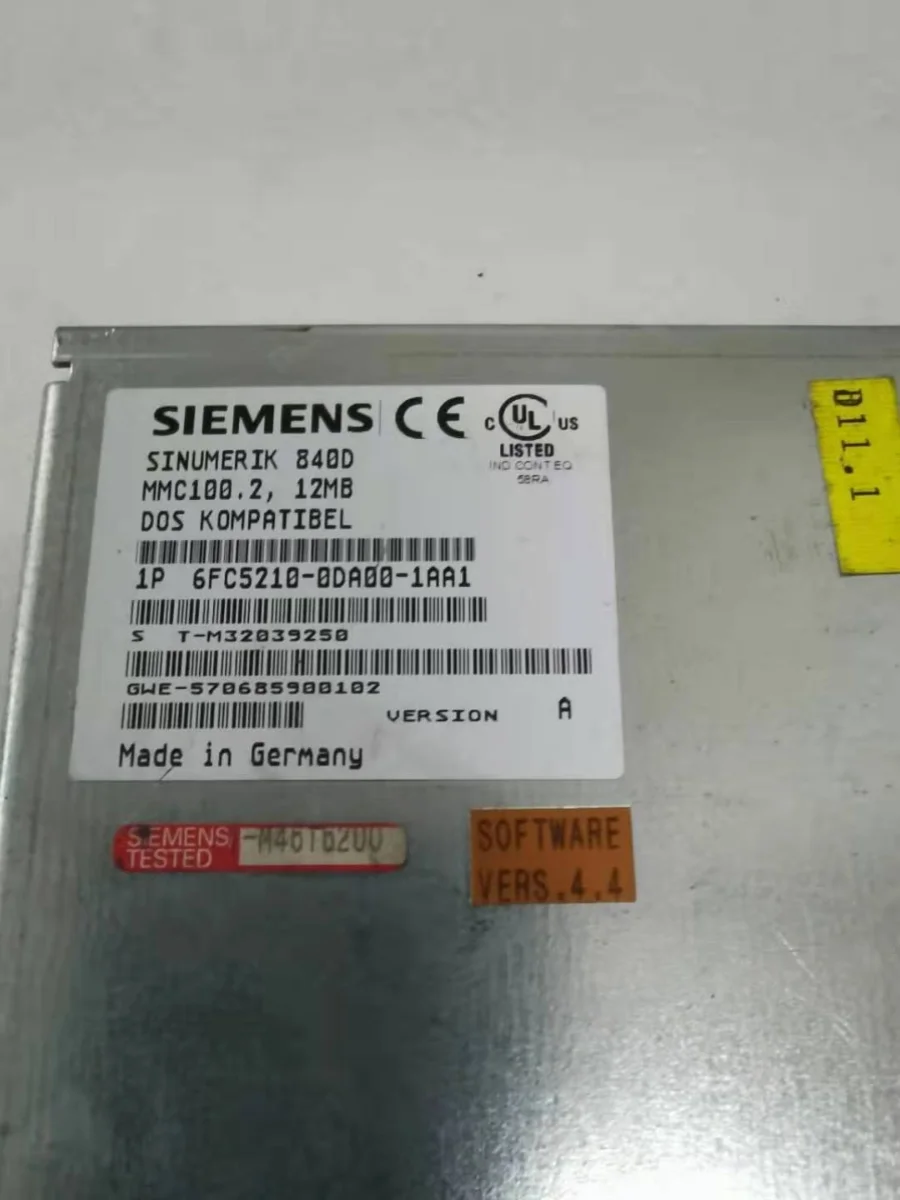 SIEMENS CE
C UL US
LISTED
IND CONT EQ
58RA
SINUMERIK 840D
MMC100.2, 12MB
DOS KOMPATIBEL
1P 6FC5210-0DA00-1AA1
S T-M32039250
GWE-570685900102
VERSION A
Made in Germany
D11.1
SIEMENS
TESTED
SOFTWARE
VERS.4.4